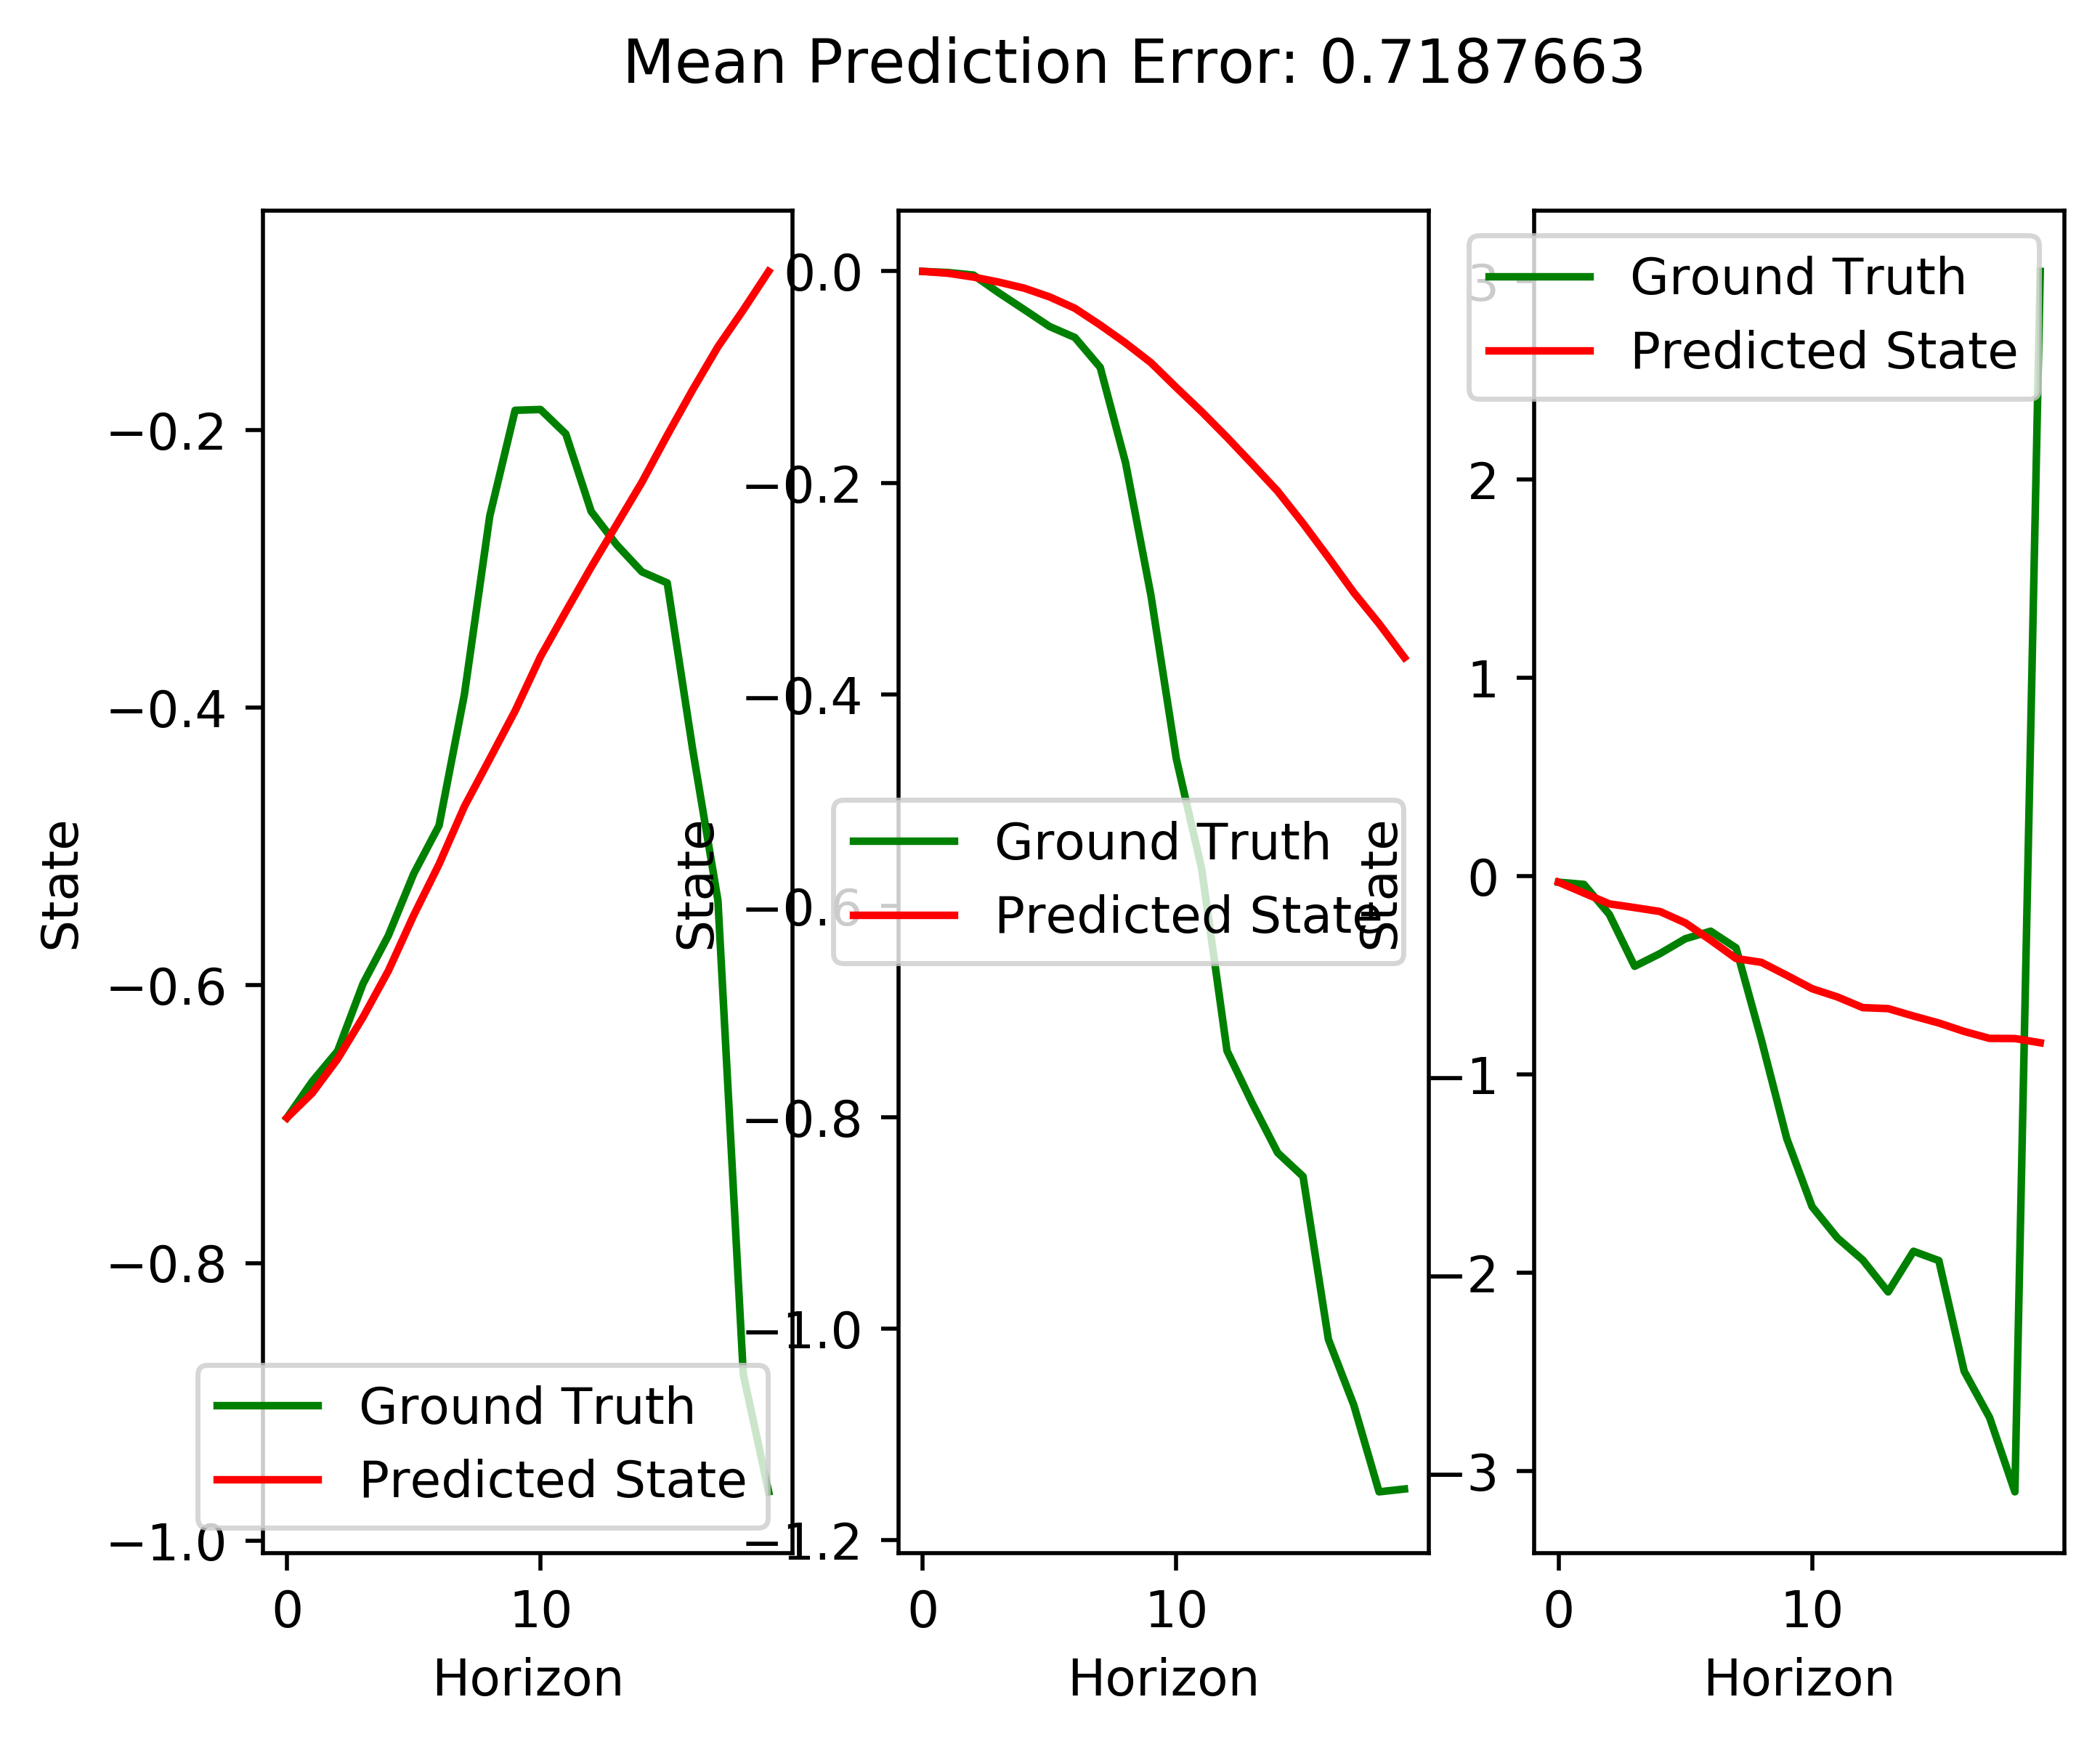 Mean Prediction Error: 0.7187663
State
−0.2
−0.4
−0.6
−0.8
−1.0
Ground Truth
Predicted State
0
10
Horizon
State
0.0
−0.2
−0.4
−0.6
−0.8
−1.0
−1.2
Ground Truth
Predicted State
0
10
Horizon
State
3
2
1
0
−1
−2
−3
Ground Truth
Predicted State
0
10
Horizon